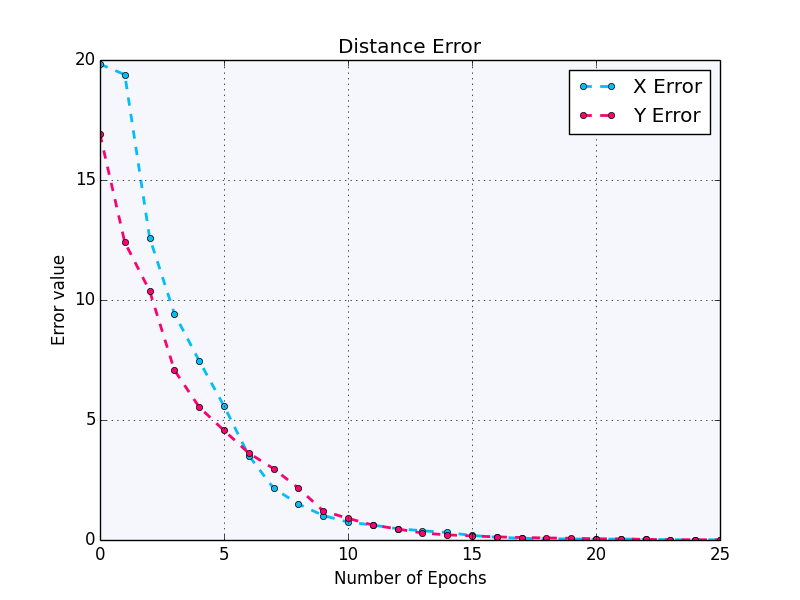 Distance Error
X Error
Y Error
20
15
10
5
0
Error value
0 5 10 15 20 25
Number of Epochs